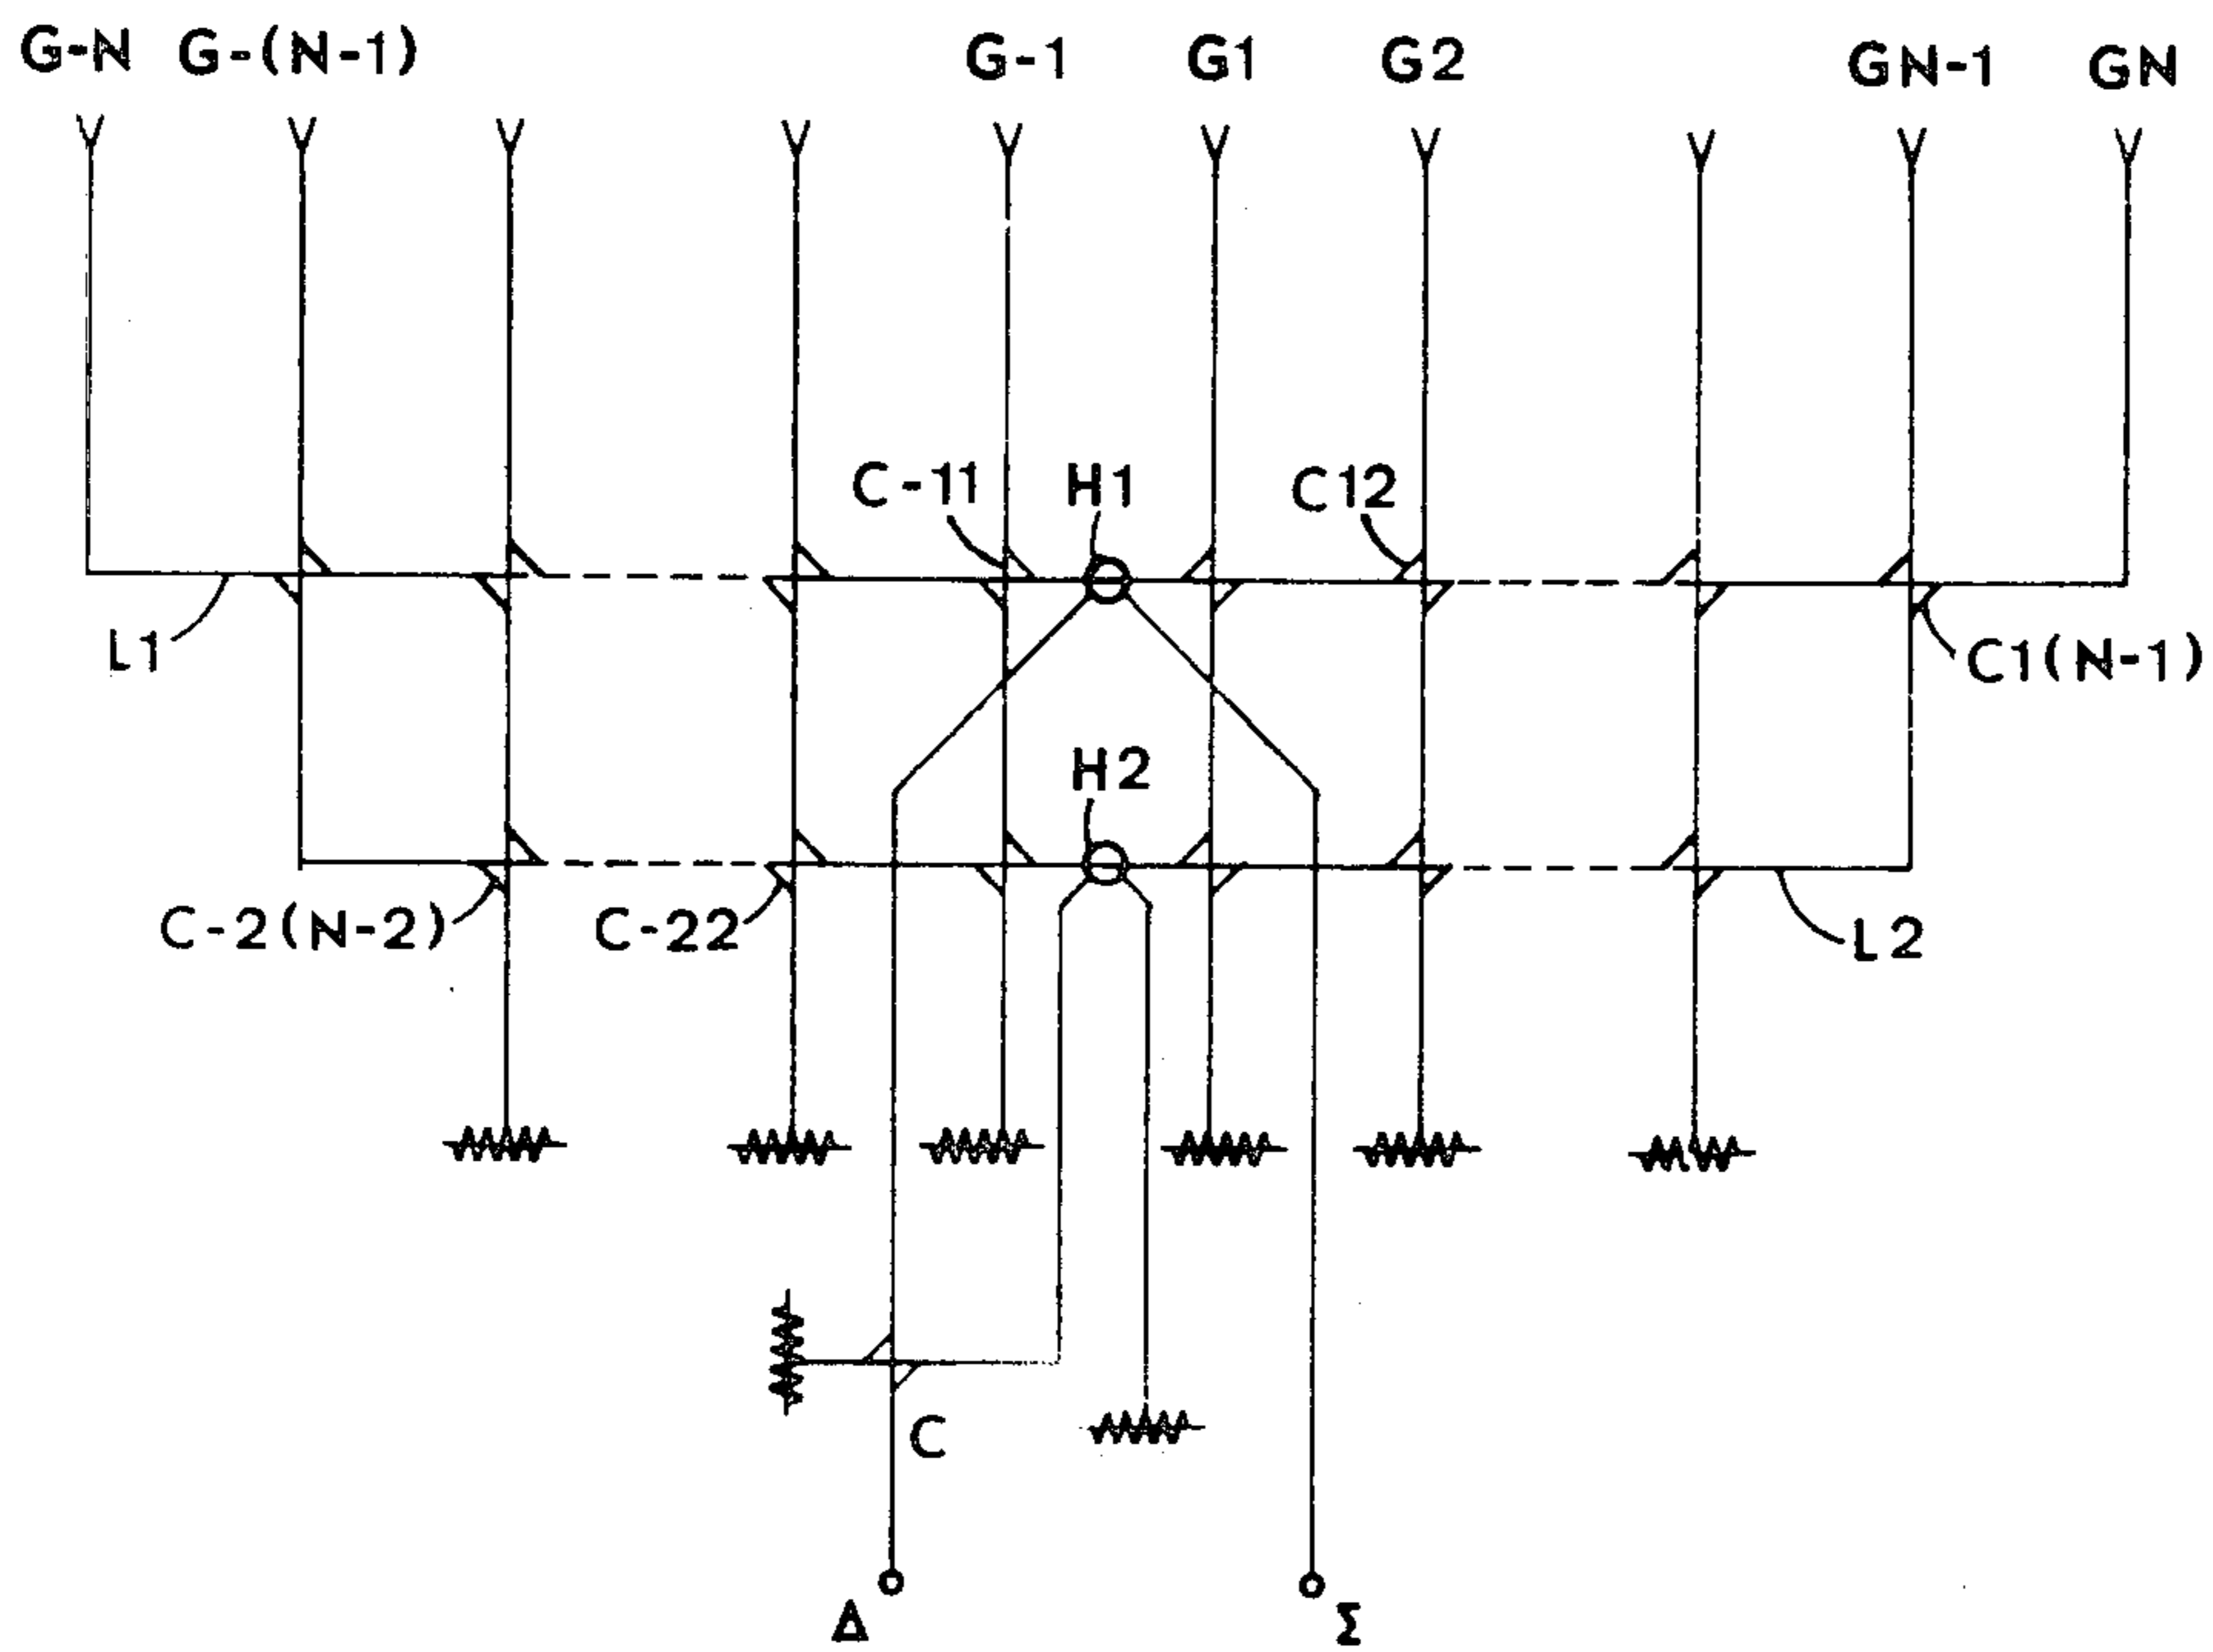 G-N G-(N-1) G-1 G1 G2 GN-1 GN
C-11 H1 C12
L1 C1(N-1)
H2
C-2(N-2) C-22 L2
C
Δ Σ